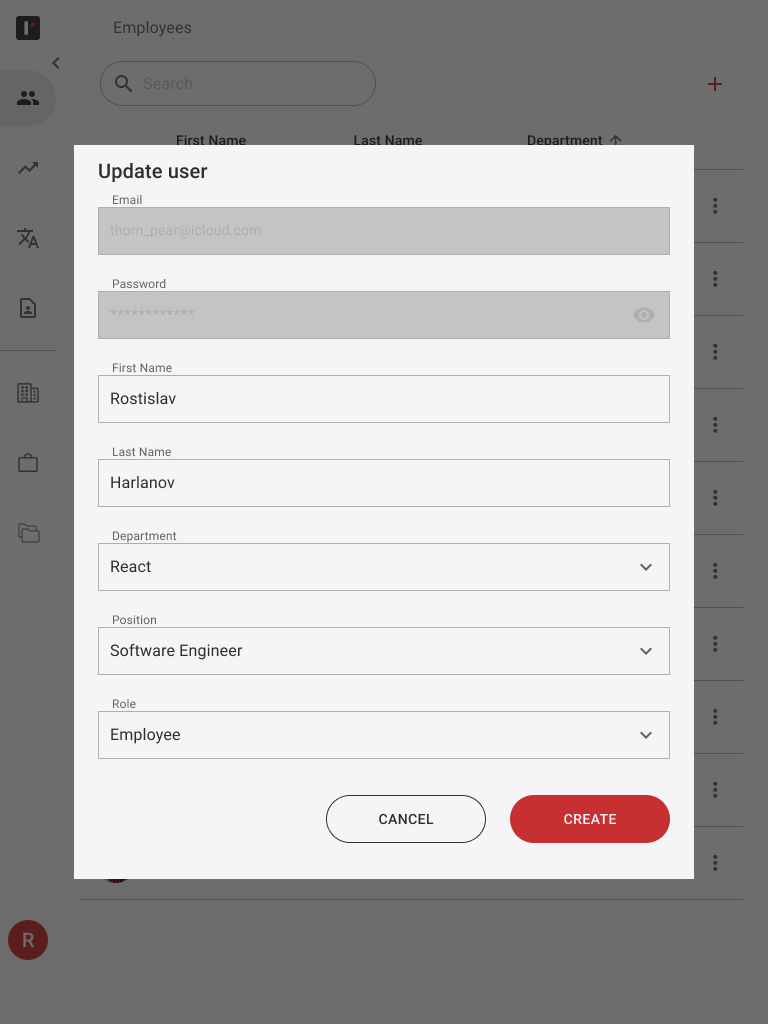 Employees
Search
First Name Last Name Department
Update user
Email
thorn_pear@icloud.com
Password
************
First Name
Rostislav
Last Name
Harlanov
Department
React
Position
Software Engineer
Role
Employee
CANCEL CREATE
R